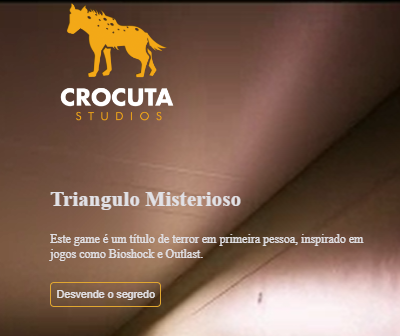 CROCUTA
STUDIOS
Triangulo Misterioso
Este game é um título de terror em primeira pessoa, inspirado em
jogos como Bioshock e Outlast.
Desvende o segredo